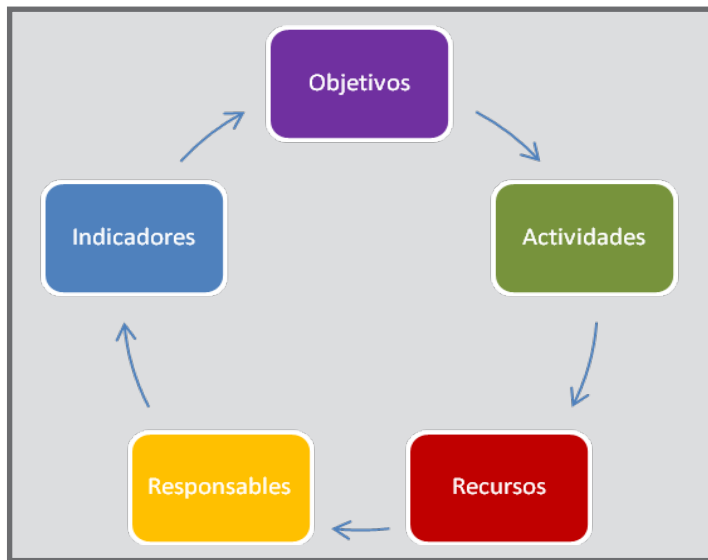 Objetivos
Actividades
Recursos
Responsables
Indicadores